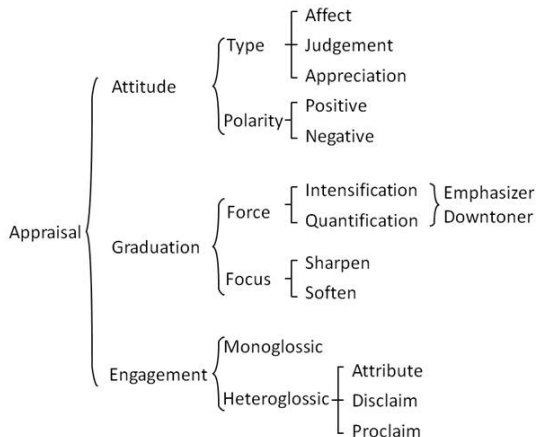 Affect
Type
Judgement
Attitude
Appreciation
Positive
Polarity
Negative
Intensification
Emphasizer
Force
Quantification
Downtoner
Appraisal
Graduation
Sharpen
Focus
Soften
Monoglossic
Engagement
Attribute
Heteroglossic
Disclaim
Proclaim